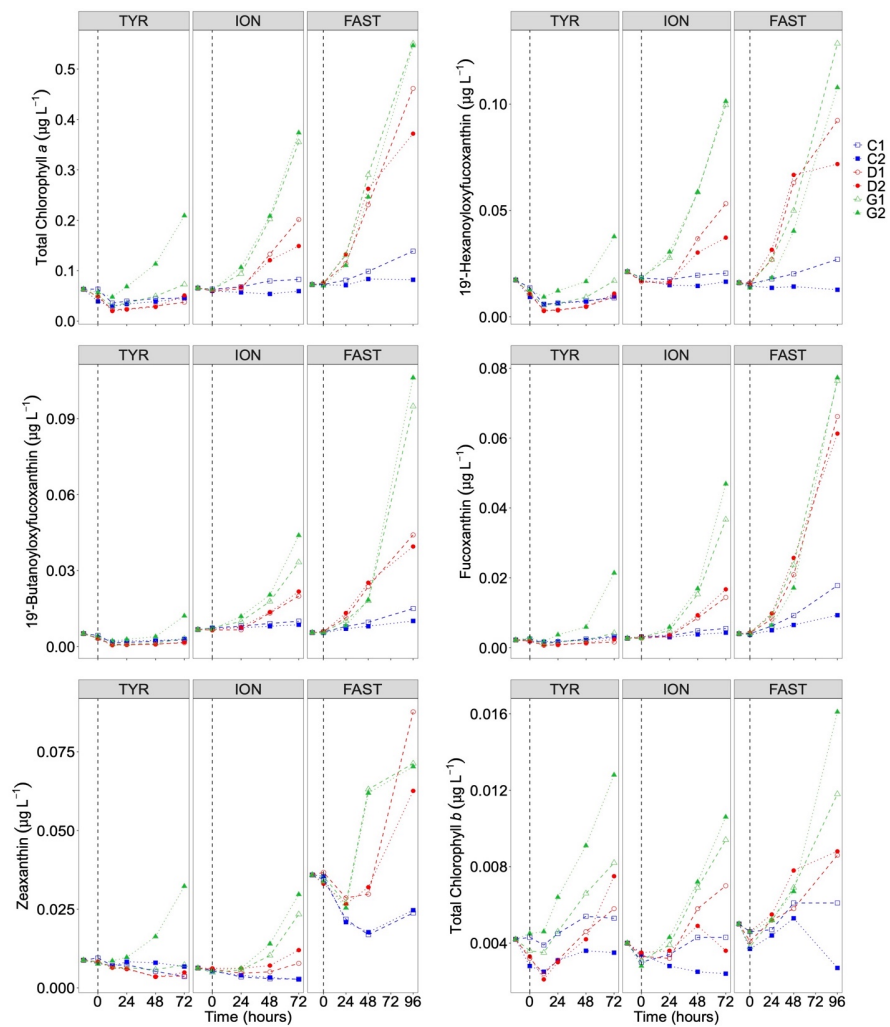 TYR ION FAST
Total Chlorophyll a (µg L⁻¹)
0.5
0.4
0.3
0.2
0.1
0.0
TYR ION FAST
19'-Hexanoyloxyfucoxanthin (µg L⁻¹)
0.10
0.05
0.00
C1
C2
D1
D2
G1
G2
19'-Butanoyloxyfucoxanthin (µg L⁻¹)
0.09
0.06
0.03
0.00
Fucoxanthin (µg L⁻¹)
0.08
0.06
0.04
0.02
0.00
TYR ION FAST
Zeaxanthin (µg L⁻¹)
0.075
0.050
0.025
0.000
0 24 48 72 0 24 48 72 0 24 48 72 96
Time (hours)
TYR ION FAST
Total Chlorophyll b (µg L⁻¹)
0.016
0.012
0.008
0.004
0 24 48 72 0 24 48 72 0 24 48 72 96
Time (hours)